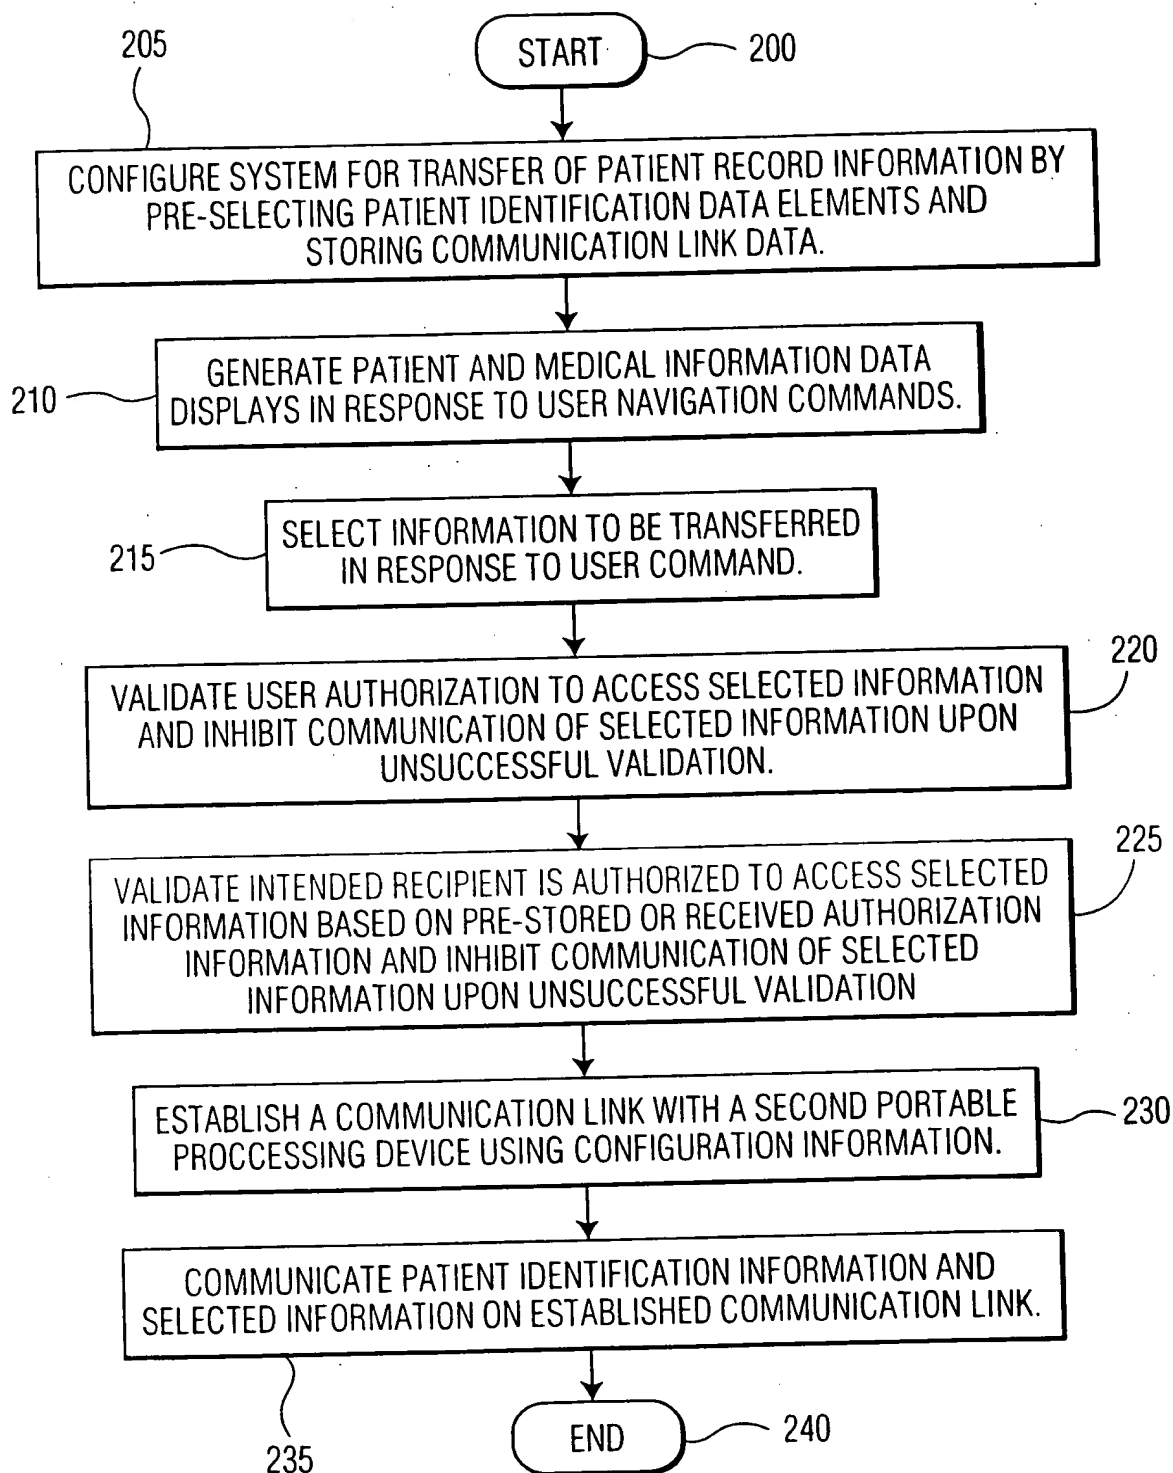 START
200
205
CONFIGURE SYSTEM FOR TRANSFER OF PATIENT RECORD INFORMATION BY
PRE-SELECTING PATIENT IDENTIFICATION DATA ELEMENTS AND
STORING COMMUNICATION LINK DATA.
GENERATE PATIENT AND MEDICAL INFORMATION DATA
DISPLAYS IN RESPONSE TO USER NAVIGATION COMMANDS.
210
SELECT INFORMATION TO BE TRANSFERRED
IN RESPONSE TO USER COMMAND.
215
VALIDATE USER AUTHORIZATION TO ACCESS SELECTED INFORMATION
AND INHIBIT COMMUNICATION OF SELECTED INFORMATION UPON
UNSUCCESSFUL VALIDATION.
220
VALIDATE INTENDED RECIPIENT IS AUTHORIZED TO ACCESS SELECTED
INFORMATION BASED ON PRE-STORED OR RECEIVED AUTHORIZATION
INFORMATION AND INHIBIT COMMUNICATION OF SELECTED
INFORMATION UPON UNSUCCESSFUL VALIDATION
225
ESTABLISH A COMMUNICATION LINK WITH A SECOND PORTABLE
PROCCESSING DEVICE USING CONFIGURATION INFORMATION.
230
COMMUNICATE PATIENT IDENTIFICATION INFORMATION AND
SELECTED INFORMATION ON ESTABLISHED COMMUNICATION LINK.
235
END
240